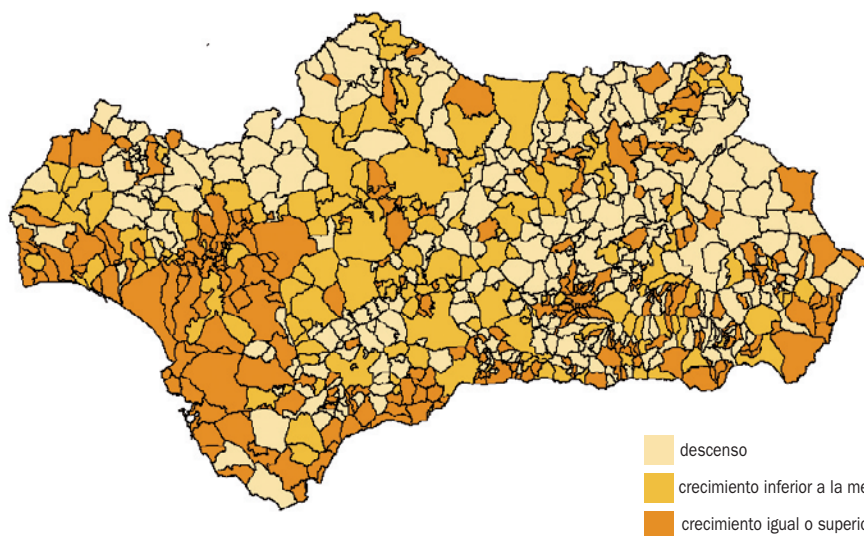 descenso
crecimiento inferior a la me
crecimiento igual o superio